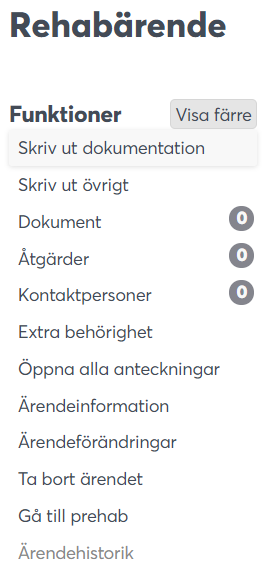 Rehabärende
Funktioner Visa färre
Skriv ut dokumentation
Skriv ut övrigt
Dokument 0
Åtgärder 0
Kontaktpersoner 0
Extra behörighet
Öppna alla anteckningar
Ärendeinformation
Ärendeförändringar
Ta bort ärendet
Gå till prehab
Ärendehistorik